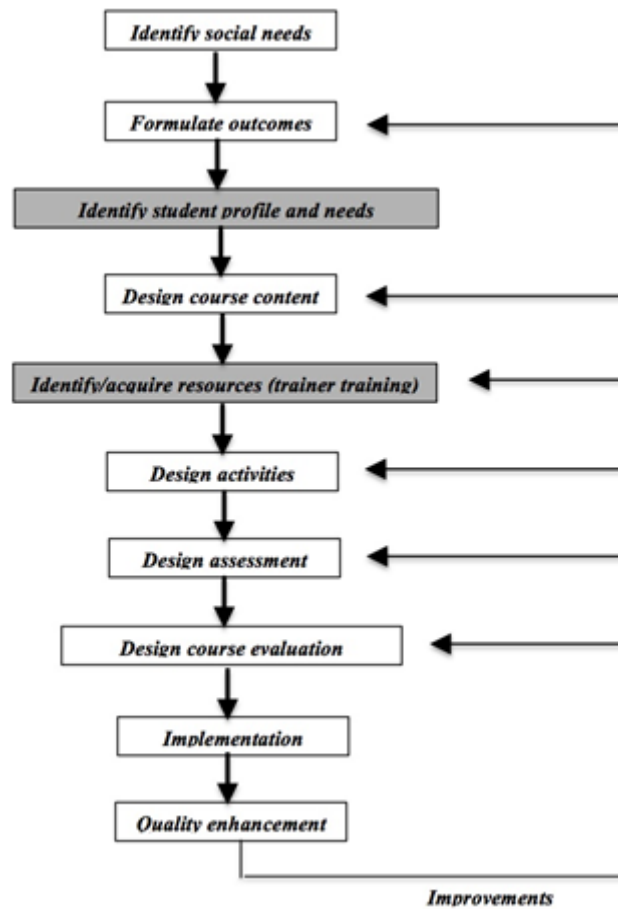 Identify social needs
Formulate outcomes
Identify student profile and needs
Design course content
Identify/acquire resources (trainer training)
Design activities
Design assessment
Design course evaluation
Implementation
Quality enhancement
Improvements